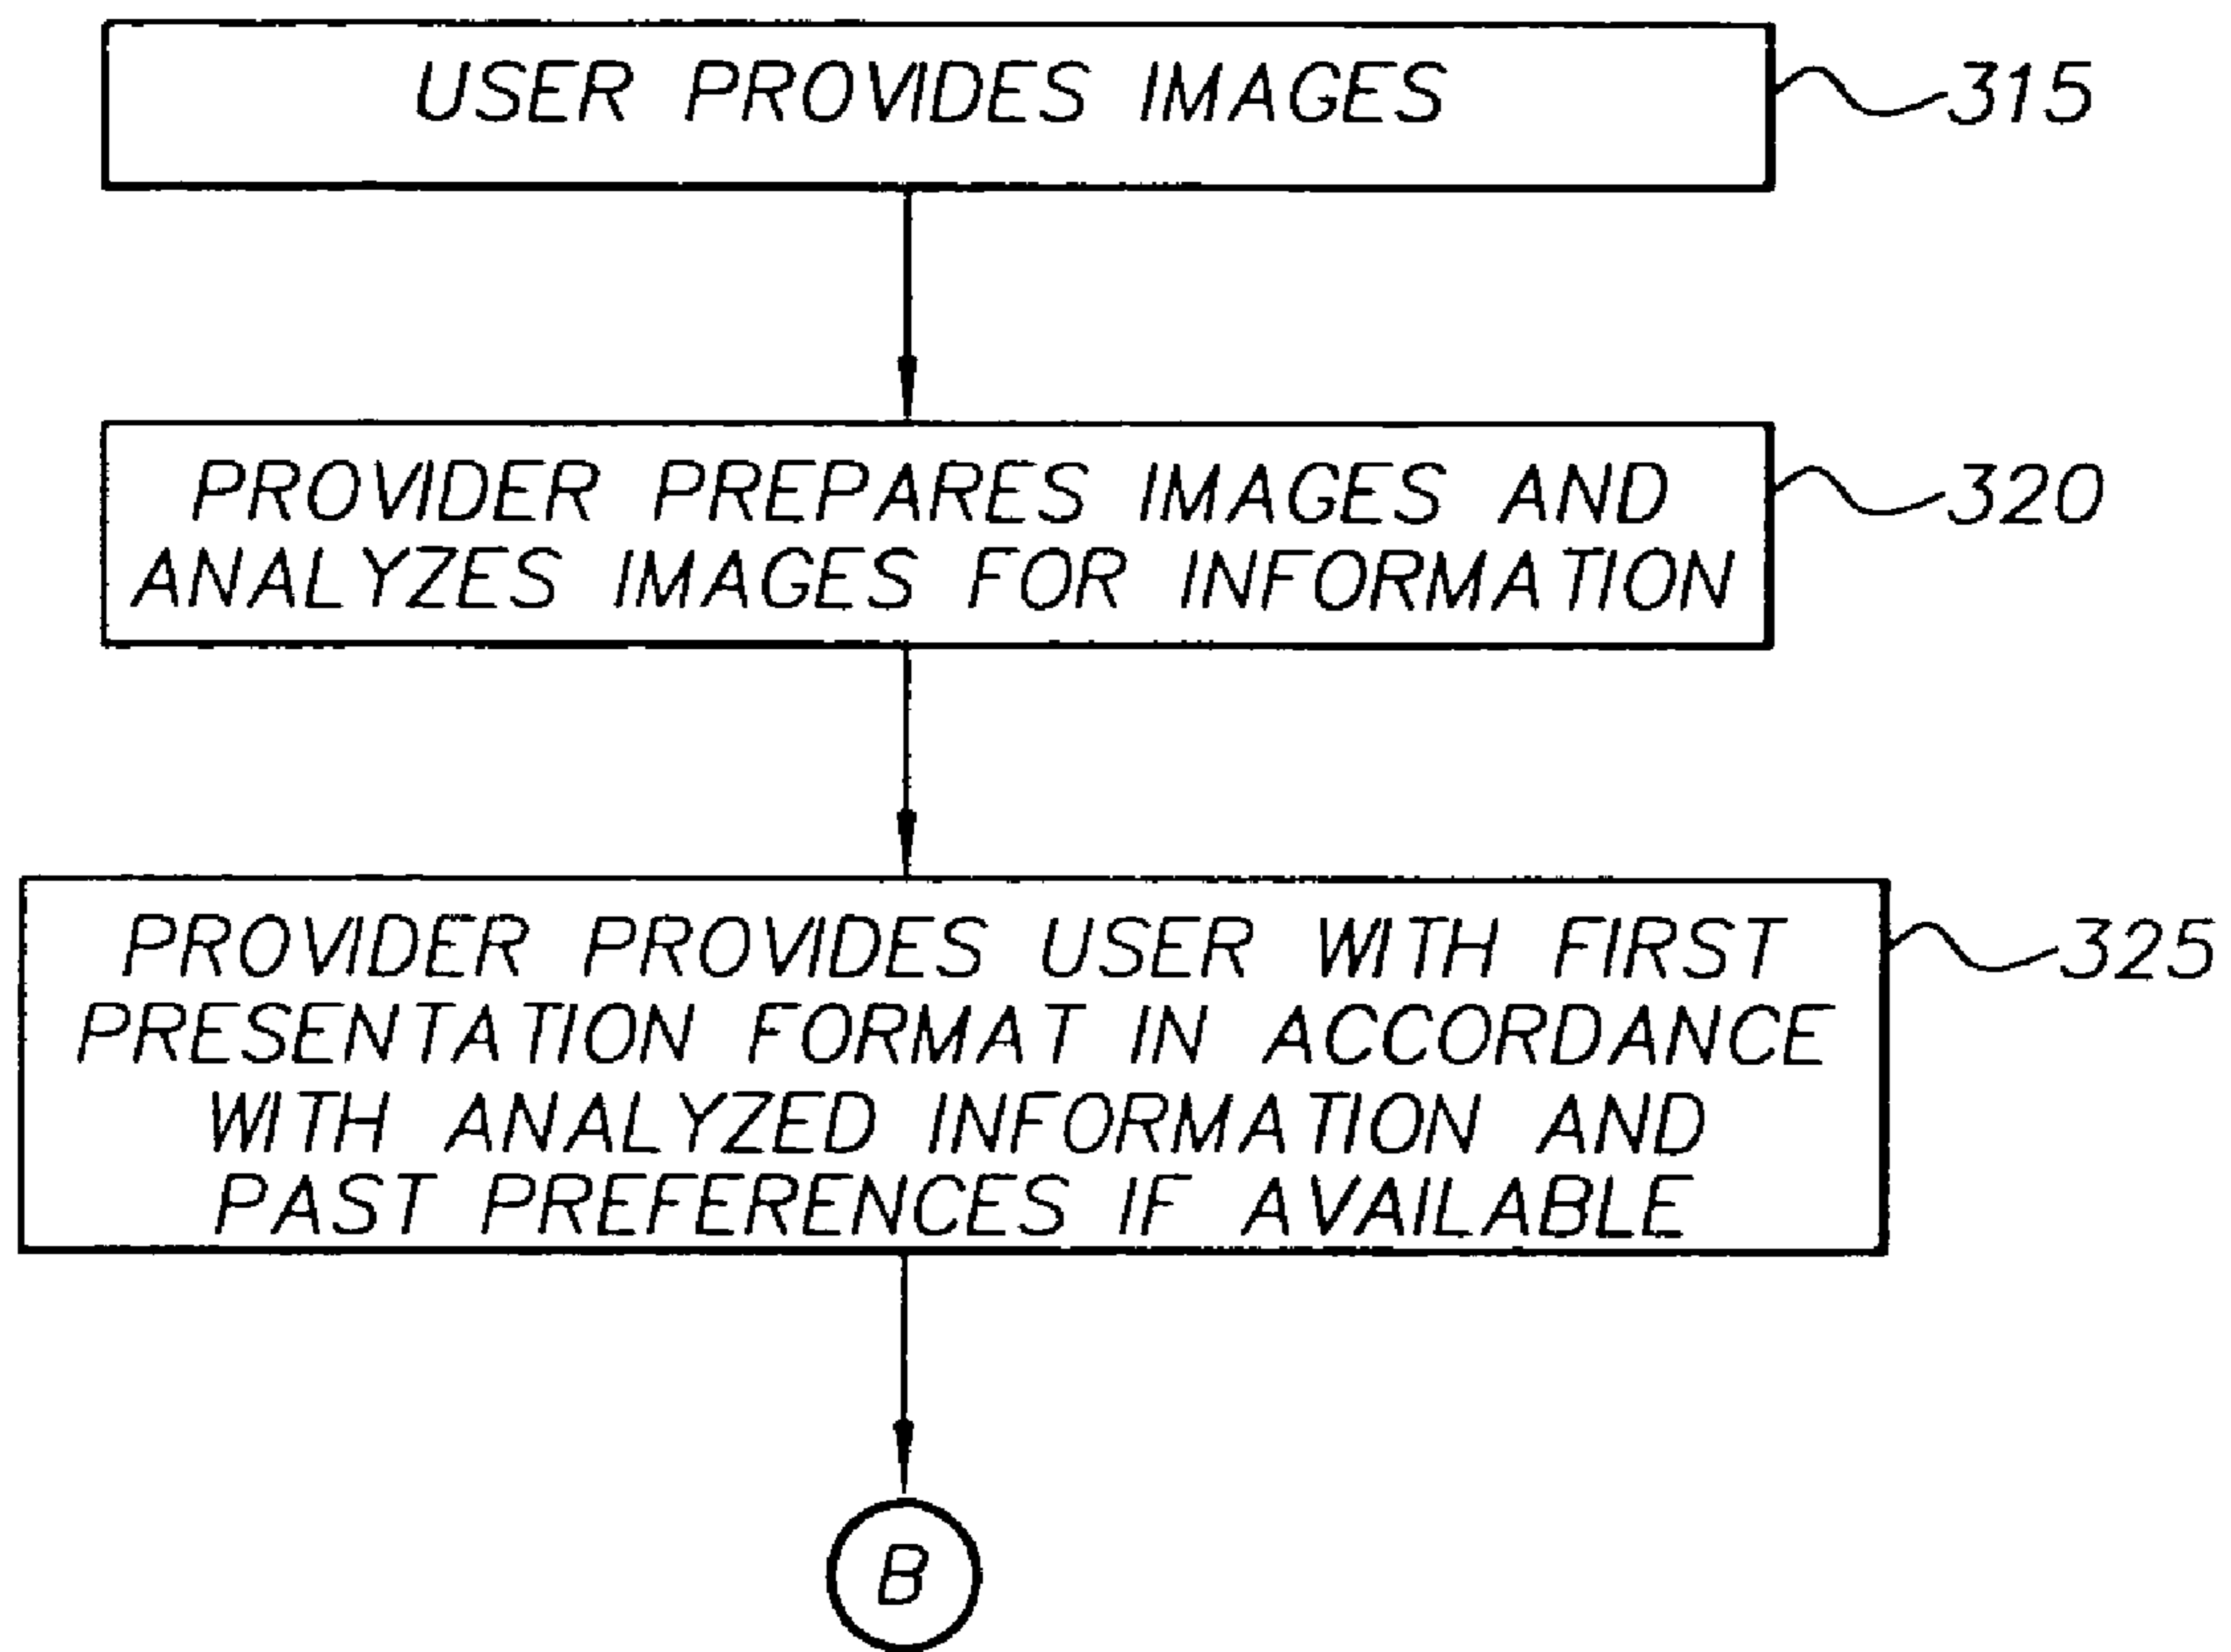 USER PROVIDES IMAGES
315
PROVIDER PREPARES IMAGES AND
320
ANALYZES IMAGES FOR INFORMATION
PROVIDER PROVIDES USER WITH FIRST
325
PRESENTATION FORMAT IN ACCORDANCE
WITH ANALYZED INFORMATION AND
PAST PREFERENCES IF AVAILABLE
B